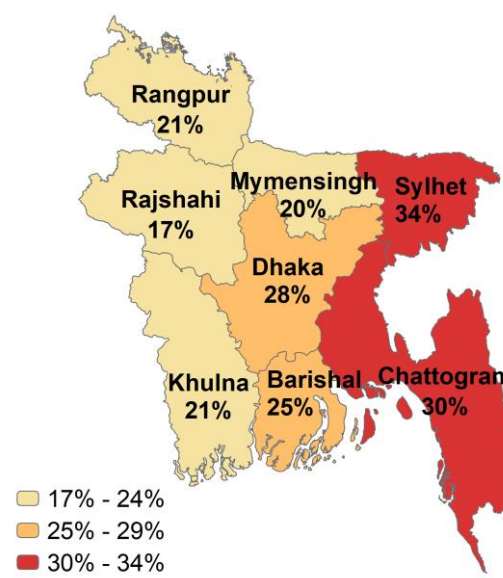 Rangpur
21%
Mymensingh
20%
Sylhet
34%
Rajshahi
17%
Dhaka
28%
Khulna
21%
Barishal
25%
Chattogram
30%
17% - 24%
25% - 29%
30% - 34%